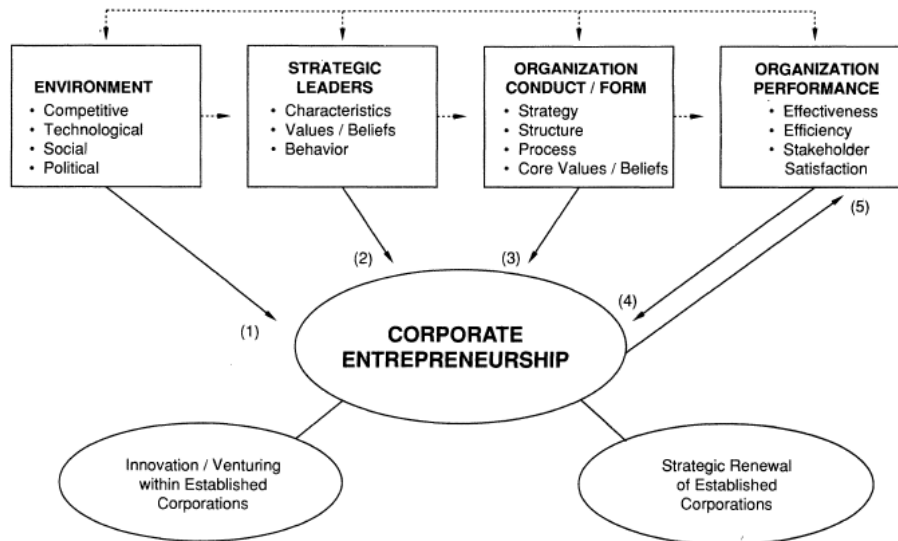 ENVIRONMENT
• Competitive
• Technological
• Social
• Political
STRATEGIC
LEADERS
• Characteristics
• Values / Beliefs
• Behavior
ORGANIZATION
CONDUCT / FORM
• Strategy
• Structure
• Process
• Core Values / Beliefs
ORGANIZATION
PERFORMANCE
• Effectiveness
• Efficiency
• Stakeholder
Satisfaction
(1)
(2)
(3)
(4)
(5)
CORPORATE
ENTREPRENEURSHIP
Innovation / Venturing
within Established
Corporations
Strategic Renewal
of Established
Corporations